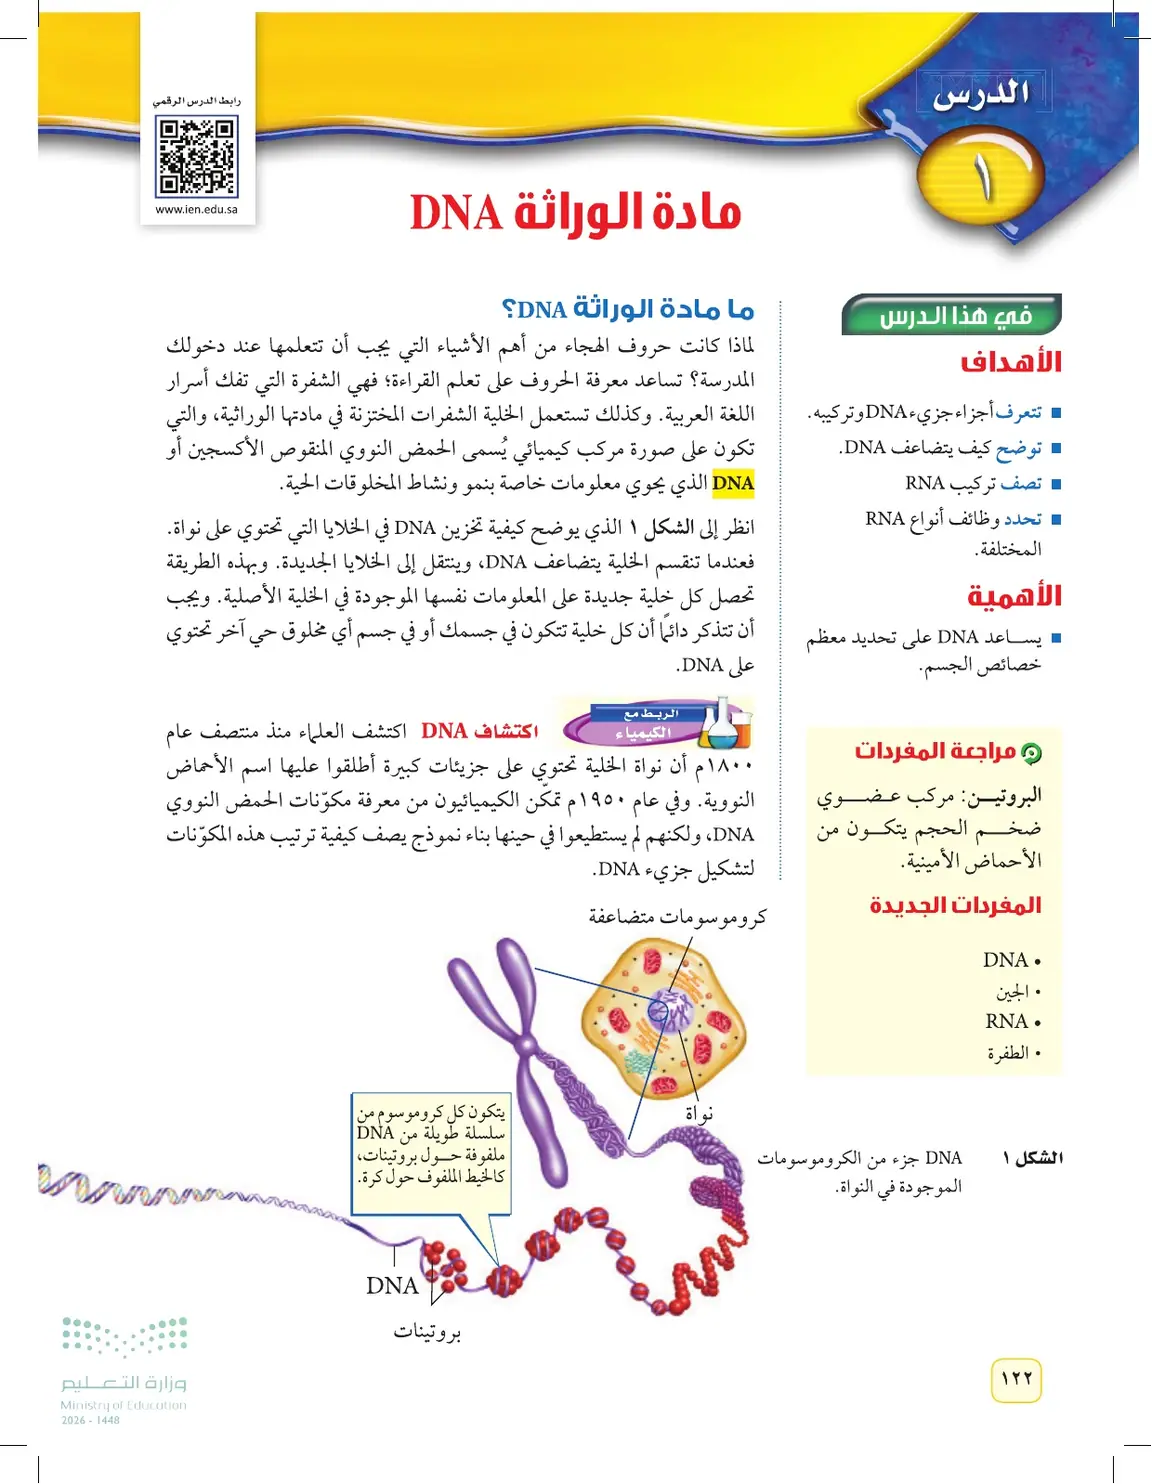 رابط الدرس الرقمي
www.ien.edu.sa
الدرس
١
مادة الوراثة DNA
في هذا الدرس
الأهداف
تتعرف أجزاء جزيء DNA وتركيبه.
توضح كيف يتضاعف DNA.
تصف تركيب RNA
تحدد وظائف أنواع RNA
المختلفة.
الأهمية
يساعد DNA على تحديد معظم
خصائص الجسم.
مراجعة المفردات
البروتين: مركب عضوي
ضخم الحجم يتكون من
الأحماض الأمينية.
المفردات الجديدة
• DNA
• الجين
• RNA
• الطفرة
ما مادة الوراثة DNA؟
لماذا كانت حروف الهجاء من أهم الأشياء التي يجب أن تتعلمها عند دخولك
المدرسة؟ تساعد معرفة الحروف على تعلم القراءة؛ فهي الشفرة التي تفك أسرار
اللغة العربية. وكذلك تستعمل الخلية الشفرات المختزنة في مادتها الوراثية، والتي
تكون على صورة مركب كيميائي يُسمى الحمض النووي المنقوص الأكسجين أو
DNA الذي يحوي معلومات خاصة بنمو ونشاط المخلوقات الحية.
انظر إلى الشكل ١ الذي يوضح كيفية تخزين DNA في الخلايا التي تحتوي على نواة.
فعندما تنقسم الخلية يتضاعف DNA، وينتقل إلى الخلايا الجديدة. وبهذه الطريقة
تحصل كل خلية جديدة على المعلومات نفسها الموجودة في الخلية الأصلية. ويجب
أن تتذكر دائمًا أن كل خلية تتكون في جسمك أو في جسم أي مخلوق حي آخر تحتوي
على DNA.
الربط مع
الكيمياء
اكتشاف DNA اكتشف العلماء منذ منتصف عام
١٨٠٠م أن نواة الخلية تحتوي على جزيئات كبيرة أطلقوا عليها اسم الأحماض
النووية. وفي عام ١٩٥٠م تمكّن الكيميائيون من معرفة مكوّنات الحمض النووي
DNA، ولكنهم لم يستطيعوا في حينها بناء نموذج يصف كيفية ترتيب هذه المكوّنات
لتشكيل جزيء DNA.
كروموسومات متضاعفة
نواة
يتكون كل كروموسوم من
سلسلة طويلة من DNA
ملفوفة حول بروتينات،
كالخيط الملفوف حول كرة.
DNA
بروتينات
الشكل ١ DNA جزء من الكروموسومات
الموجودة في النواة.
وزارة التعليم
Ministry of Education
2026 - 1448
١٢٢